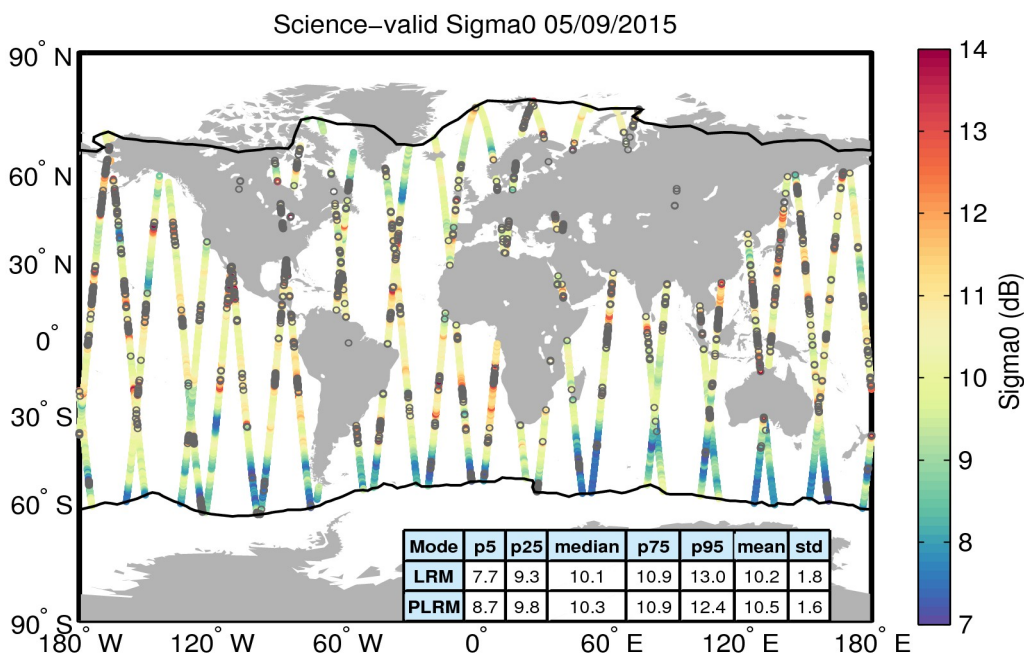 Science-valid Sigma0 05/09/2015
90° N
60° N
30° N
0°
30° S
60° S
90° S
180° W 120° W 60° W 0° 60° E 120° E 180° E
Mode p5 p25 median p75 p95 mean std
LRM 7.7 9.3 10.1 10.9 13.0 10.2 1.8
PLRM 8.7 9.8 10.3 10.9 12.4 10.5 1.6
14
13
12
11
10
9
8
7
Sigma0 (dB)